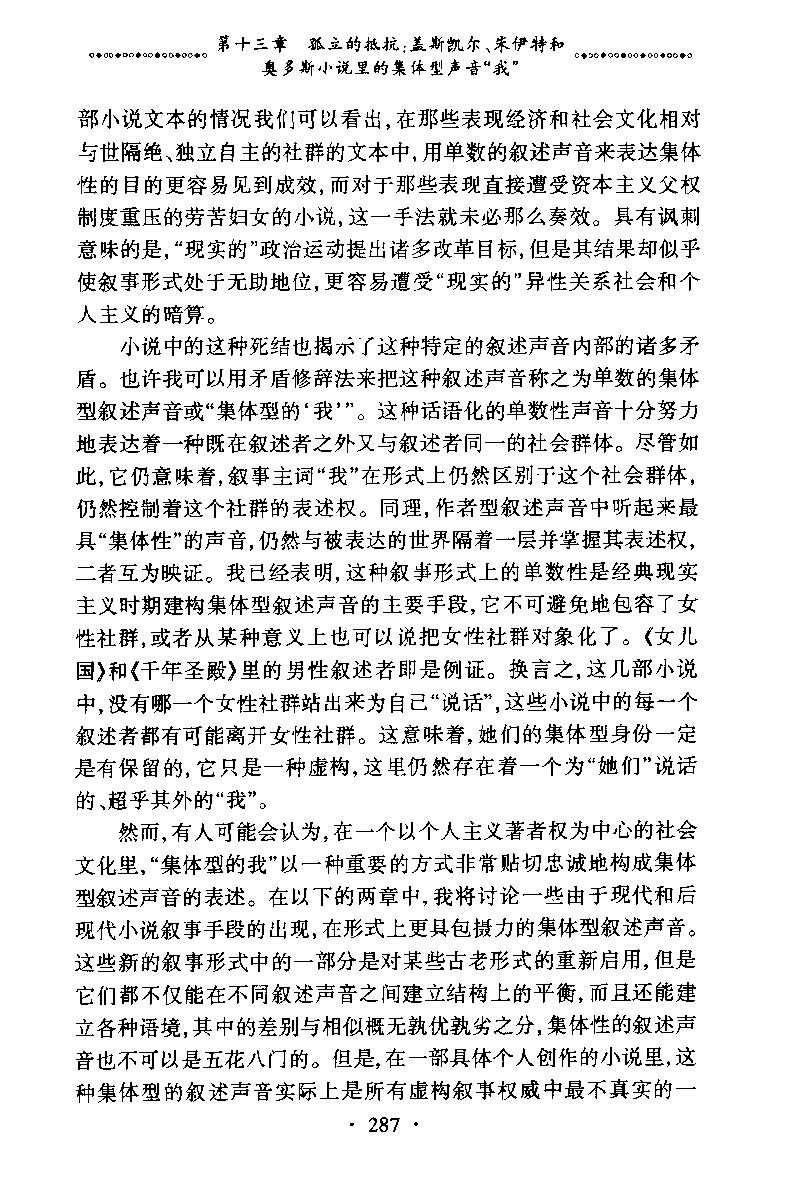 第十三章　孤立的抵抗:盖斯凯尔、朱伊特和
奥多斯小说里的集体型声音“我”
部小说文本的情况我们可以看出,在那些表现经济和社会文化相对
与世隔绝、独立自主的社群的文本中,用单数的叙述声音来表达集体
性的目的更容易见到成效,而对于那些表现直接遭受资本主义父权
制度重压的劳苦妇女的小说,这一手法就未必那么奏效。具有讽刺
意味的是,“现实的”政治运动提出诸多改革目标,但是其结果却似乎
使叙事形式处于无助地位,更容易遭受“现实的”异性关系社会和个
人主义的暗算。
小说中的这种死结也揭示了这种特定的叙述声音内部的诸多矛
盾。也许我可以用矛盾修辞法来把这种叙述声音称之为单数的集体
型叙述声音或“集体型的‘我’”。这种话语化的单数性声音十分努力
地表达着一种既在叙述者之外又与叙述者同一的社会群体。尽管如
此,它仍意味着,叙事主词“我”在形式上仍然区别于这个社会群体,
仍然控制着这个社群的表述权。同理,作者型叙述声音中听起来最
具“集体性”的声音,仍然与被表达的世界隔着一层并掌握其表述权,
二者互为映证。我已经表明,这种叙事形式上的单数性是经典现实
主义时期建构集体型叙述声音的主要手段,它不可避免地包容了女
性社群,或者从某种意义上也可以说把女性社群对象化了。《女儿
国》和《千年圣殿》里的男性叙述者即是例证。换言之,这几部小说
中,没有哪一个女性社群站出来为自己“说话”,这些小说中的每一个
叙述者都有可能离开女性社群。这意味着,她们的集体型身份一定
是有保留的,它只是一种虚构,这里仍然存在着一个为“她们”说话
的、超乎其外的“我”。
然而,有人可能会认为,在一个以个人主义著者权为中心的社会
文化里,“集体型的我”以一种重要的方式非常贴切忠诚地构成集体
型叙述声音的表述。在以下的两章中,我将讨论一些由于现代和后
现代小说叙事手段的出现,在形式上更具包摄力的集体型叙述声音。
这些新的叙事形式中的一部分是对某些古老形式的重新启用,但是
它们都不仅能在不同叙述声音之间建立结构上的平衡,而且还能建
立各种语境,其中的差别与相似概无孰优孰劣之分,集体性的叙述声
音也不可以是五花八门的。但是,在一部具体个人创作的小说里,这
种集体型的叙述声音实际上是所有虚构叙事权威中最不真实的一
· 287 ·